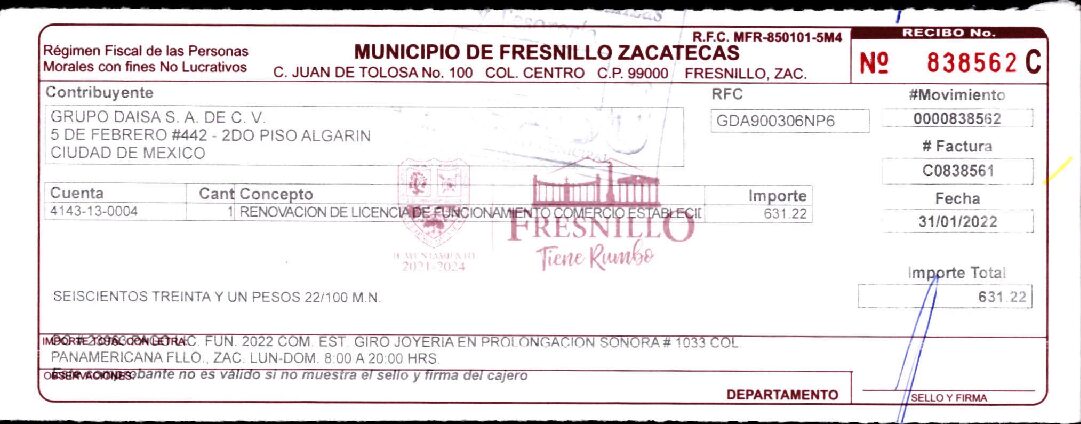 Régimen Fiscal de las Personas
Morales con fines No Lucrativos
MUNICIPIO DE FRESNILLO ZACATECAS
C. JUAN DE TOLOSA No. 100 COL. CENTRO C.P. 99000 FRESNILLO, ZAC.
R.F.C. MFR-850101-5M4
RECIBO No.
Nº 838562 C
Contribuyente
GRUPO DAISA S. A. DE C. V.
5 DE FEBRERO #442 - 2DO PISO ALGARIN
CIUDAD DE MEXICO
RFC
GDA900306NP6
#Movimiento
0000838562
# Factura
C0838561
Fecha
31/01/2022
Cuenta Cant Concepto Importe
4143-13-0004 1 RENOVACION DE LICENCIA DE FUNCIONAMIENTO COMERCIO ESTABLECID 631.22
AYUNTAMIENTO
2021-2024
FRESNILLO
Tiene Rumbo
Importe Total
631.22
SEISCIENTOS TREINTA Y UN PESOS 22/100 M.N.
IMPORTE TOTAL CON LETRA:
LIC. FUN. 2022 COM. EST. GIRO JOYERIA EN PROLONGACION SONORA # 1033 COL.
PANAMERICANA FLLO., ZAC. LUN-DOM. 8:00 A 20:00 HRS.
OBSERVACIONES:
Este comprobante no es válido si no muestra el sello y firma del cajero
DEPARTAMENTO
SELLO Y FIRMA